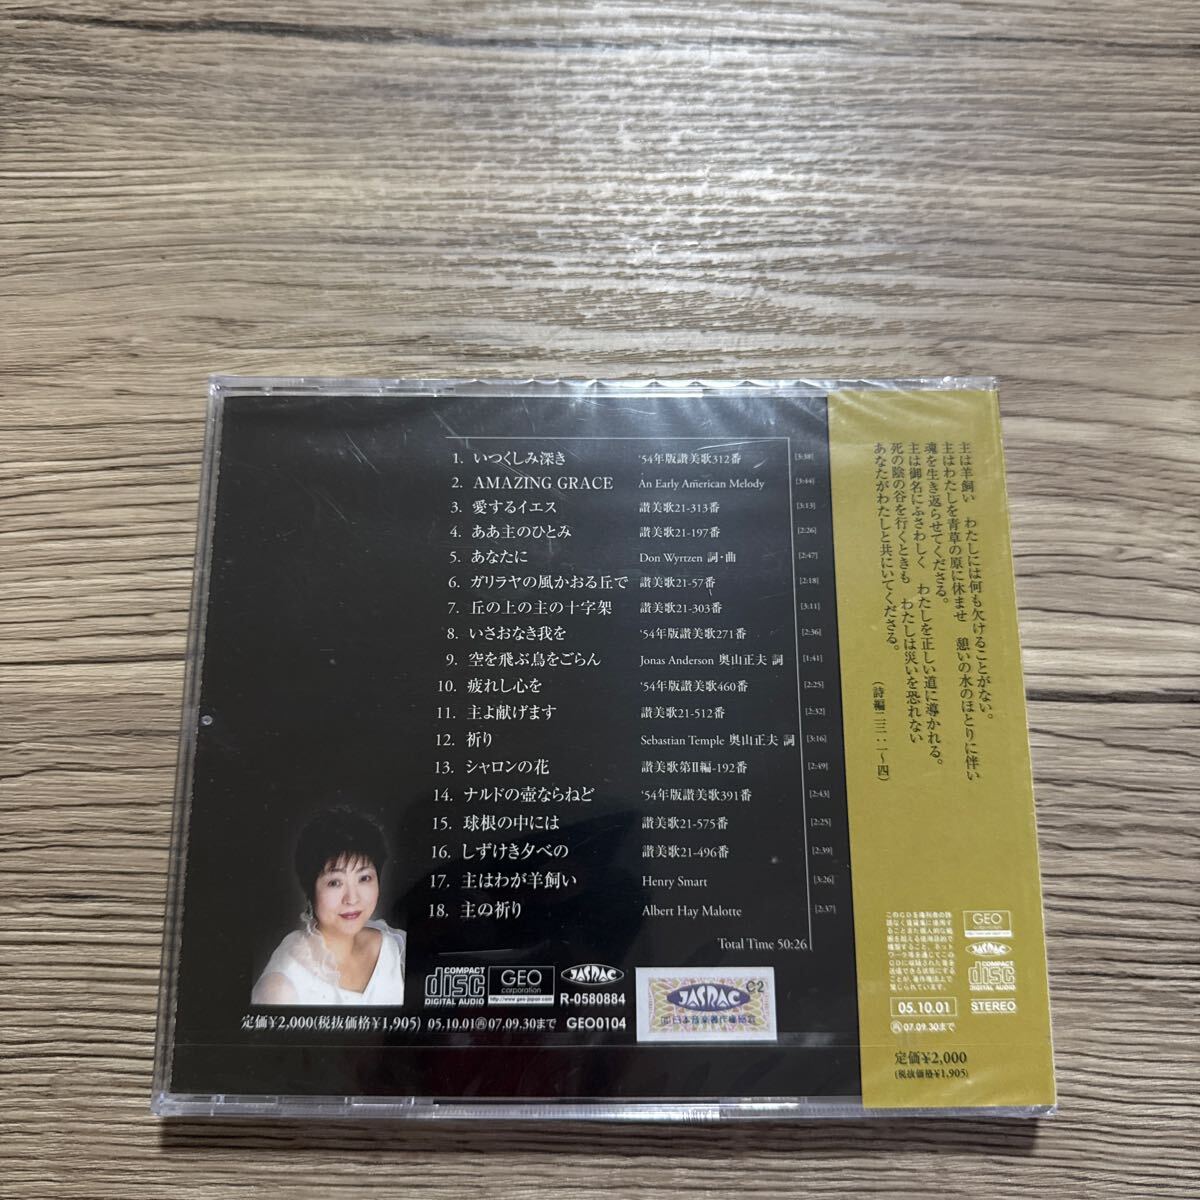 1. いつくしみ深き '54年版讃美歌312番 [3:38]
2. AMAZING GRACE An Early American Melody [3:44]
3. 愛するイエス 讃美歌21-313番 [3:13]
4. ああ主のひとみ 讃美歌21-197番 [2:26]
5. あなたに Don Wyrtzen 詞・曲 [2:47]
6. ガリラヤの風かおる丘で 讃美歌21-57番 [2:18]
7. 丘の上の主の十字架 讃美歌21-303番 [3:11]
8. いさおなき我を '54年版讃美歌271番 [2:36]
9. 空を飛ぶ鳥をごらん Jonas Anderson 奥山正夫 詞 [1:41]
10. 疲れし心を '54年版讃美歌460番 [2:25]
11. 主よ献げます 讃美歌21-512番 [2:32]
12. 祈り Sebastian Temple 奥山正夫 詞 [3:16]
13. シャロンの花 讃美歌第II編-192番 [2:49]
14. ナルドの壺ならねど '54年版讃美歌391番 [2:43]
15. 球根の中には 讃美歌21-575番 [2:25]
16. しずけき夕べの 讃美歌21-496番 [2:39]
17. 主はわが羊飼い Henry Smart [3:26]
18. 主の祈り Albert Hay Malotte [2:37]
Total Time 50:26
COMPACT disc DIGITAL AUDIO
GEO corporation
http://www.geo-japan.com
JASRAC
R-0580884
JASRAC C2
定価¥2,000(税抜価格¥1,905) 05.10.01 再 07.09.30まで GEO0104
主は羊飼い わたしには何も欠けることがない。
主はわたしを青草の原に休ませ 憩いの水のほとりに伴い
魂を生き返らせてくださる。
主は御名にふさわしく わたしを正しい道に導かれる。
死の陰の谷を行くときも わたしは災いを恐れない
あなたがわたしと共にいてくださる。
(詩編二三:一~四)
GEO
JASRAC
COMPACT disc DIGITAL AUDIO
05.10.01 STEREO
再 07.09.30まで
定価¥2,000
(税抜価格¥1,905)